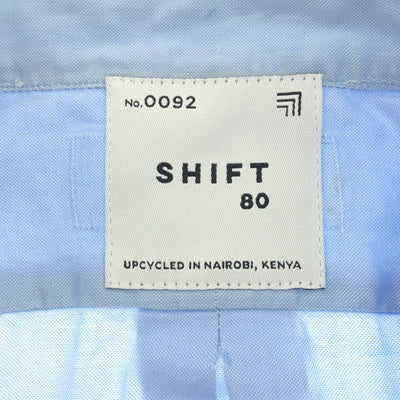 No.0092
SHIFT
80
UPCYCLED IN NAIROBI, KENYA